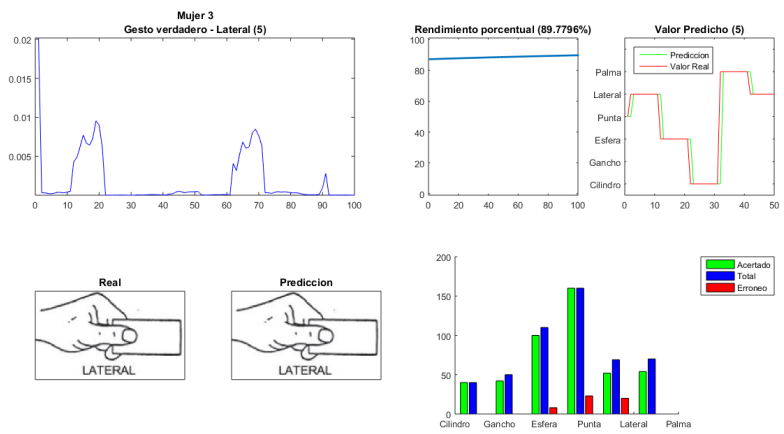 Mujer 3
Gesto verdadero - Lateral (5)
0.02
0.015
0.01
0.005
0 10 20 30 40 50 60 70 80 90 100
Rendimiento porcentual (89.7796%)
100
80
60
40
20
0
0 20 40 60 80 100
Valor Predicho (5)
Prediccion
Valor Real
Palma
Lateral
Punta
Esfera
Gancho
Cilindro
0 10 20 30 40 50
Real
LATERAL
Prediccion
LATERAL
200
150
100
50
0
Cilindro Gancho Esfera Punta Lateral Palma
Acertado
Total
Erroneo